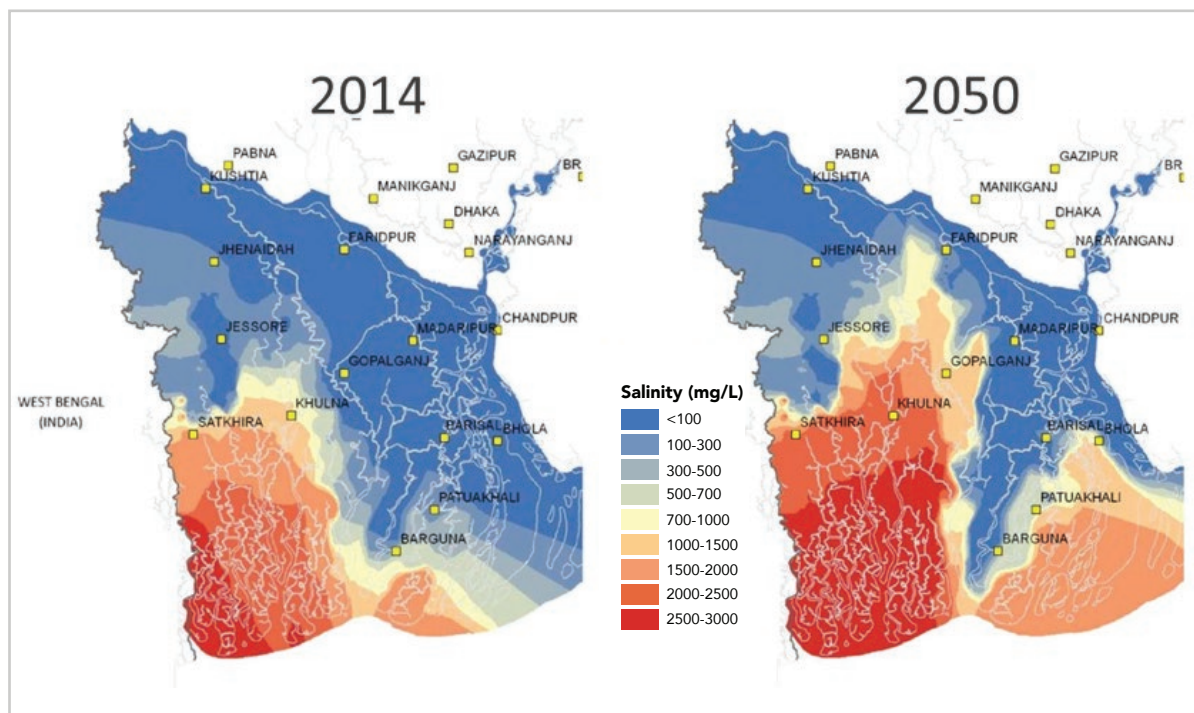 2014
PABNA
KUSHTIA
GAZIPUR
BR
MANIKGANJ
DHAKA
NARAYANGANJ
FARIDPUR
JHENAIDAH
JESSORE
MADARIPUR
CHANDPUR
GOPALGANJ
WEST BENGAL
(INDIA)
SATKHIRA
KHULNA
BARISAL
BHOLA
PATUAKHALI
BARGUNA
Salinity (mg/L)
<100
100-300
300-500
500-700
700-1000
1000-1500
1500-2000
2000-2500
2500-3000
2050
PABNA
KUSHTIA
GAZIPUR
BR
MANIKGANJ
DHAKA
NARAYANGANJ
FARIDPUR
JHENAIDAH
JESSORE
MADARIPUR
CHANDPUR
GOPALGANJ
KHULNA
SATKHIRA
BARISAL
BHOLA
PATUAKHALI
BARGUNA